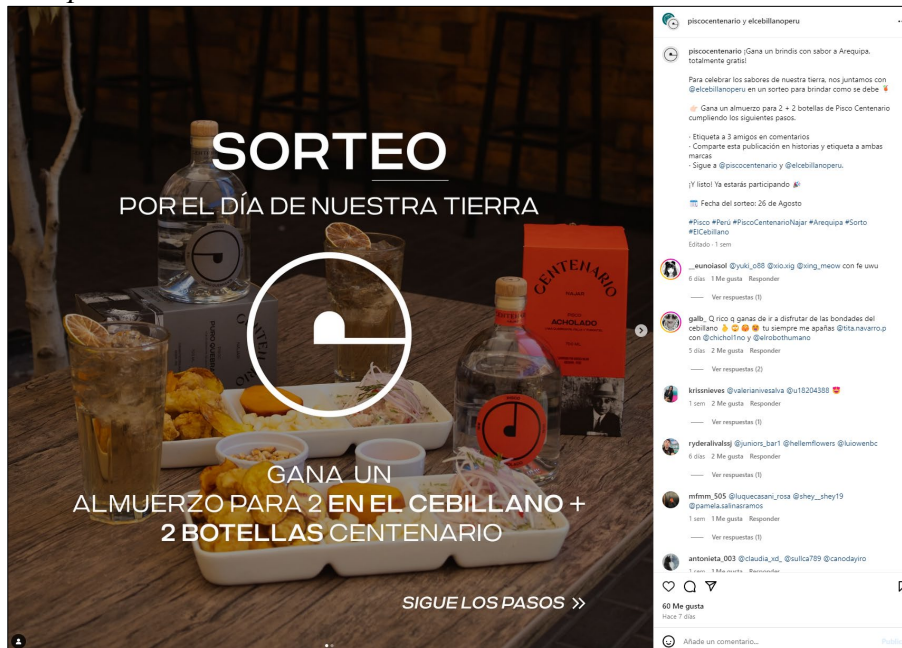 SORTEO
POR EL DÍA DE NUESTRA TIERRA
CENTENARIO
ACHOLADO
GANA UN
ALMUERZO PARA 2 EN EL CEBILLANO +
2 BOTELLAS CENTENARIO
SIGUE LOS PASOS »
piscocentenario y elcebillanoperu
piscocentenario ¡Gana un brindis con sabor a Arequipa,
totalmente gratis!
Para celebrar los sabores de nuestra tierra, nos juntamos con
@elcebillanoperu en un sorteo para brindar como se debe
Gana un almuerzo para 2 + 2 botellas de Pisco Centenario
cumpliendo los siguientes pasos.
· Etiqueta a 3 amigos en comentarios
· Comparte esta publicación en historias y etiqueta a ambas
marcas
· Sigue a @piscocentenario y @elcebillanoperu.
¡Y listo! Ya estarás participando
Fecha del sorteo: 26 de Agosto
#Pisco #Perú #PiscoCentenarioNajar #Arequipa #Sorto
#ElCebillano
Editado · 1 sem
__eunoiasol @yuki_o88 @xio.xig @xing_meow con fe uwu
6 días 1 Me gusta Responder
Ver respuestas (1)
galb_ Q rico q ganas de ir a disfrutar de las bondades del
cebillano tu siempre me apañas @tita.navarro.p
con @chichol1no y @elrobothumano
5 días 2 Me gusta Responder
Ver respuestas (2)
krissnieves @valerianivesalva @u18204388
1 sem 2 Me gusta Responder
Ver respuestas (1)
ryderalivalssj @juniors_bar1 @hellemflowers @luiowenbc
6 días 1 Me gusta Responder
Ver respuestas (1)
mfmm_505 @luquecasani_rosa @shey__shey19
@pamela.salinasramos
1 sem 1 Me gusta Responder
Ver respuestas (1)
antonieta_003 @claudia_xd_ @sullca789 @canodayiro
1 sem 1 Me gusta Responder
60 Me gusta
Hace 7 días
Añade un comentario...